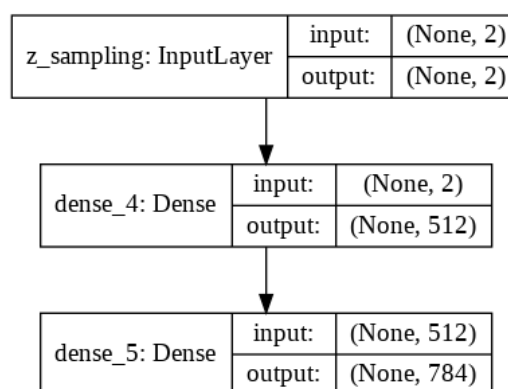 z_sampling: InputLayer
input: (None, 2)
output: (None, 2)
dense_4: Dense
input: (None, 2)
output: (None, 512)
dense_5: Dense
input: (None, 512)
output: (None, 784)